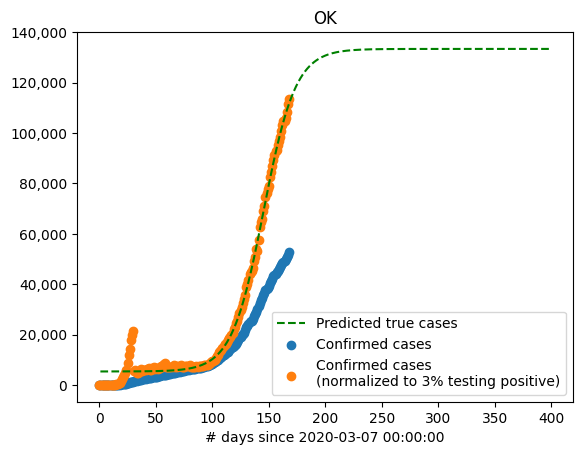 OK
140,000
120,000
100,000
80,000
60,000
40,000
20,000
0
Predicted true cases
Confirmed cases
Confirmed cases
(normalized to 3% testing positive)
0 50 100 150 200 250 300 350 400
# days since 2020-03-07 00:00:00